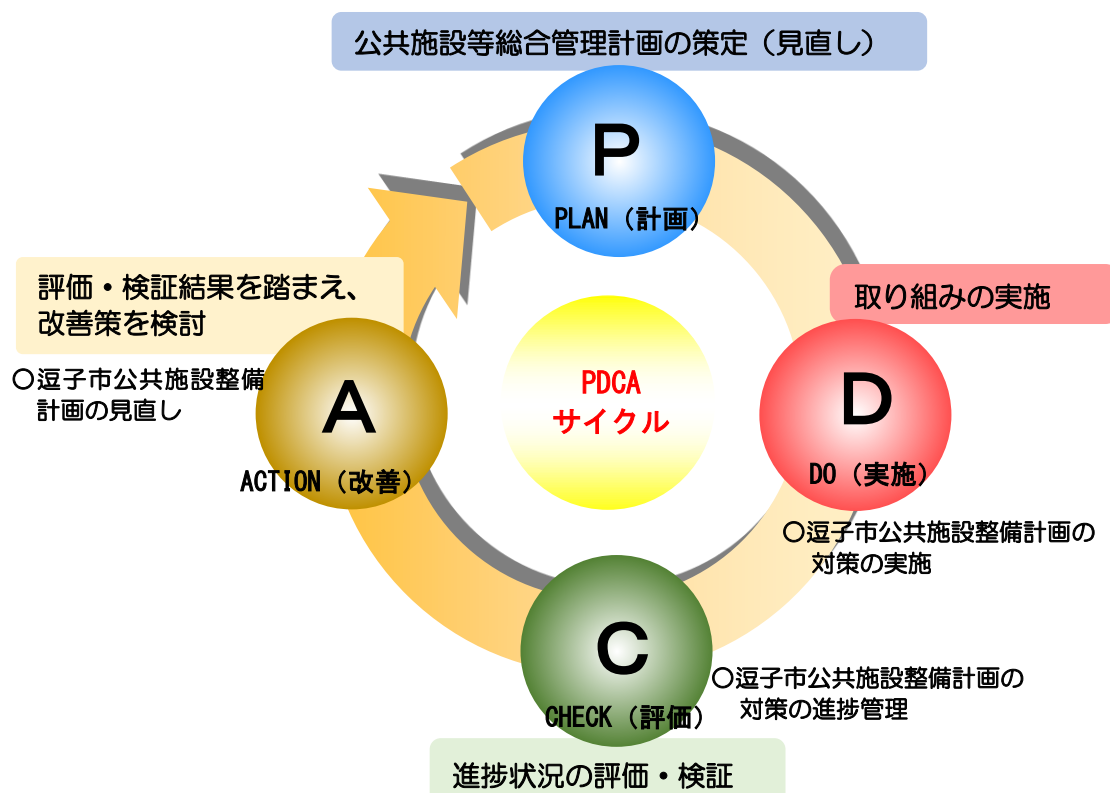 公共施設等総合管理計画の策定（見直し）
P
PLAN（計画）
取り組みの実施
D
DO（実施）
〇逗子市公共施設整備計画の
対策の実施
C
CHECK（評価）
〇逗子市公共施設整備計画の
対策の進捗管理
進捗状況の評価・検証
評価・検証結果を踏まえ、
改善策を検討
A
ACTION（改善）
〇逗子市公共施設整備
計画の見直し
PDCA
サイクル